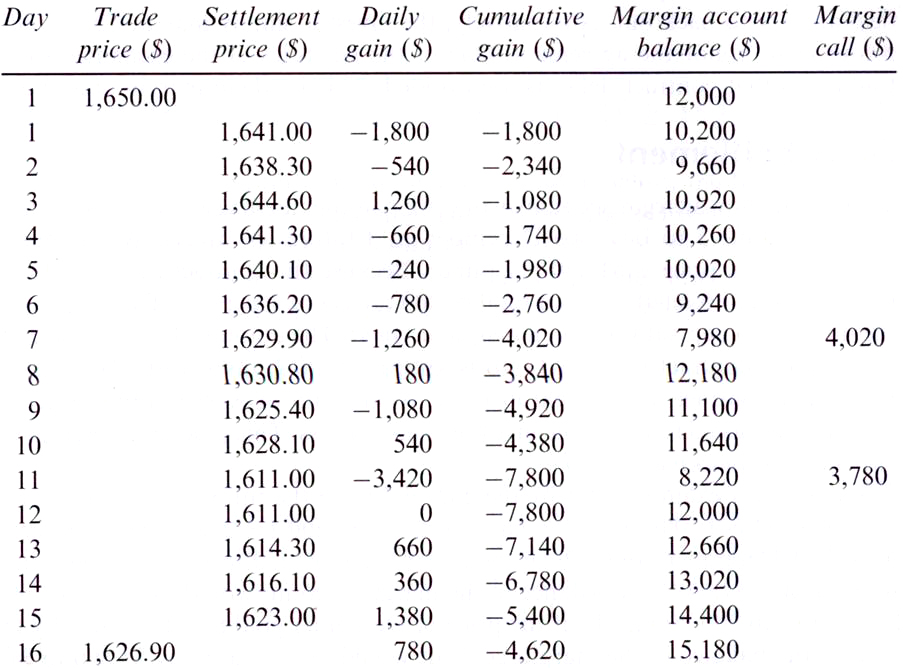 Day Trade Settlement Daily Cumulative Margin account Margin
price ($) price ($) gain ($) gain ($) balance ($) call ($)
1 1,650.00 12,000
1 1,641.00 −1,800 −1,800 10,200
2 1,638.30 −540 −2,340 9,660
3 1,644.60 1,260 −1,080 10,920
4 1,641.30 −660 −1,740 10,260
5 1,640.10 −240 −1,980 10,020
6 1,636.20 −780 −2,760 9,240
7 1,629.90 −1,260 −4,020 7,980 4,020
8 1,630.80 180 −3,840 12,180
9 1,625.40 −1,080 −4,920 11,100
10 1,628.10 540 −4,380 11,640
11 1,611.00 −3,420 −7,800 8,220 3,780
12 1,611.00 0 −7,800 12,000
13 1,614.30 660 −7,140 12,660
14 1,616.10 360 −6,780 13,020
15 1,623.00 1,380 −5,400 14,400
16 1,626.90 780 −4,620 15,180